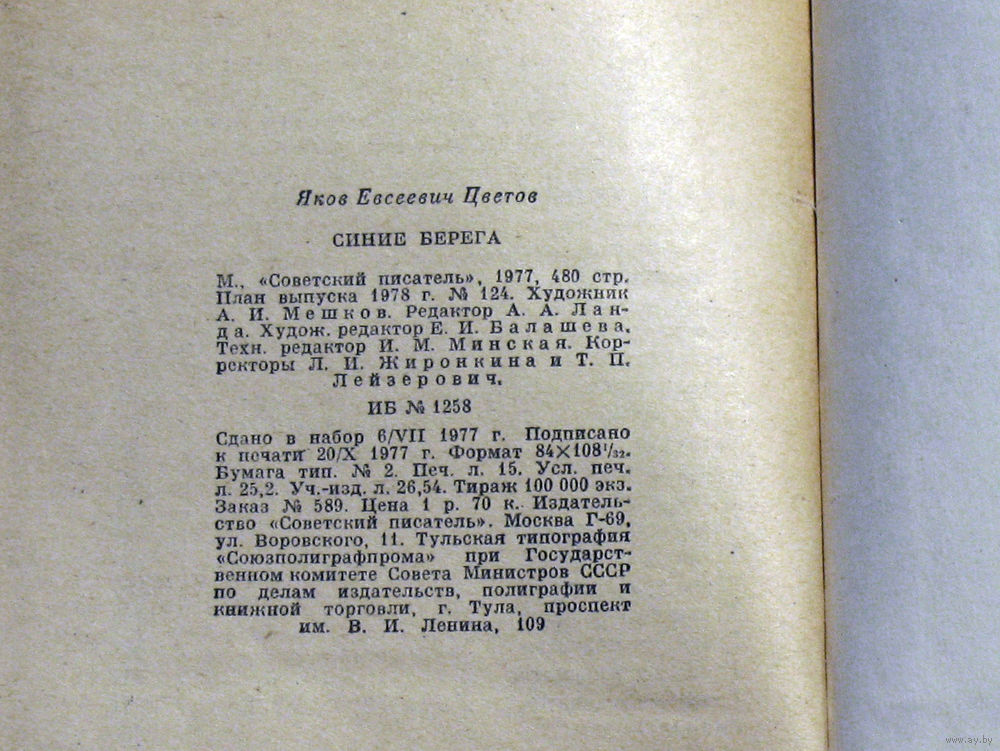 Яков Евсеевич Цветов
СИНИЕ БЕРЕГА
М., «Советский писатель», 1977, 480 стр.
План выпуска 1978 г. № 124. Художник
А. И. Мешков. Редактор А. А. Лан-
да. Худож. редактор Е. И. Балашева.
Техн. редактор И. М. Минская. Кор-
ректоры Л. И. Жиронкина и Т. П.
Лейзерович.
ИБ № 1258
Сдано в набор 6/VII 1977 г. Подписано
к печати 20/X 1977 г. Формат 84×108¹/₃₂.
Бумага тип. № 2. Печ. л. 15. Усл. печ.
л. 25,2. Уч.-изд. л. 26,54. Тираж 100 000 экз.
Заказ № 589. Цена 1 р. 70 к. Издатель-
ство «Советский писатель». Москва Г-69,
ул. Воровского, 11. Тульская типография
«Союзполиграфпрома» при Государст-
венном комитете Совета Министров СССР
по делам издательств, полиграфии и
книжной торговли, г. Тула, проспект
им. В. И. Ленина, 109
www.ay.by